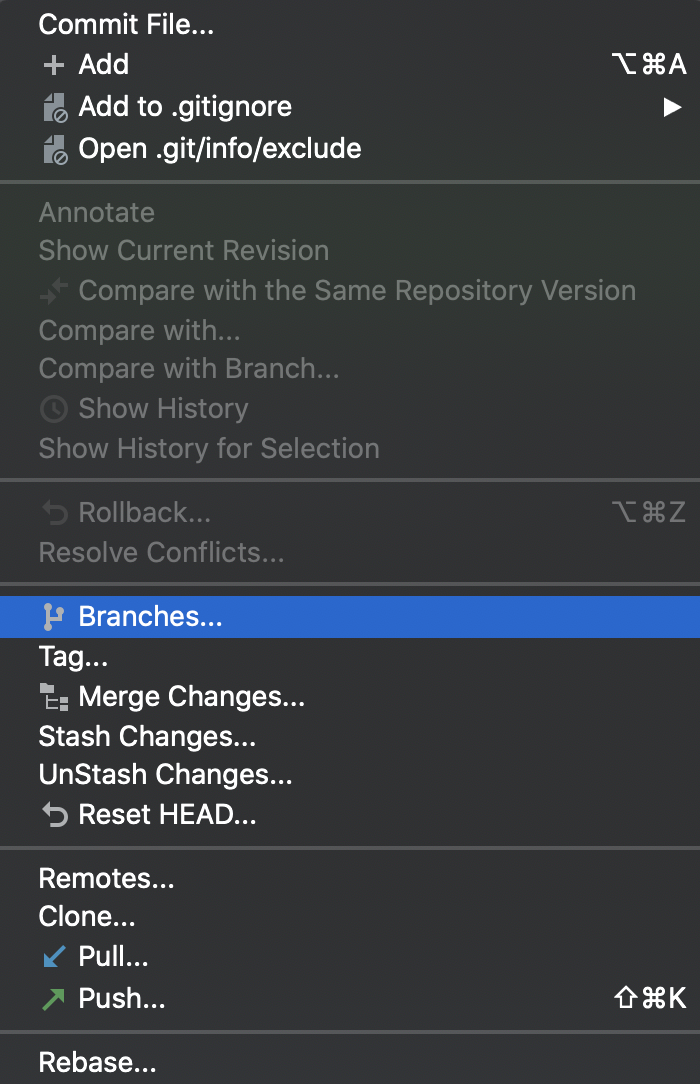 Commit File...
Add ⌥⌘A
Add to .gitignore
Open .git/info/exclude
Annotate
Show Current Revision
Compare with the Same Repository Version
Compare with...
Compare with Branch...
Show History
Show History for Selection
Rollback... ⌥⌘Z
Resolve Conflicts...
Branches...
Tag...
Merge Changes...
Stash Changes...
UnStash Changes...
Reset HEAD...
Remotes...
Clone...
Pull...
Push... ⇧⌘K
Rebase...